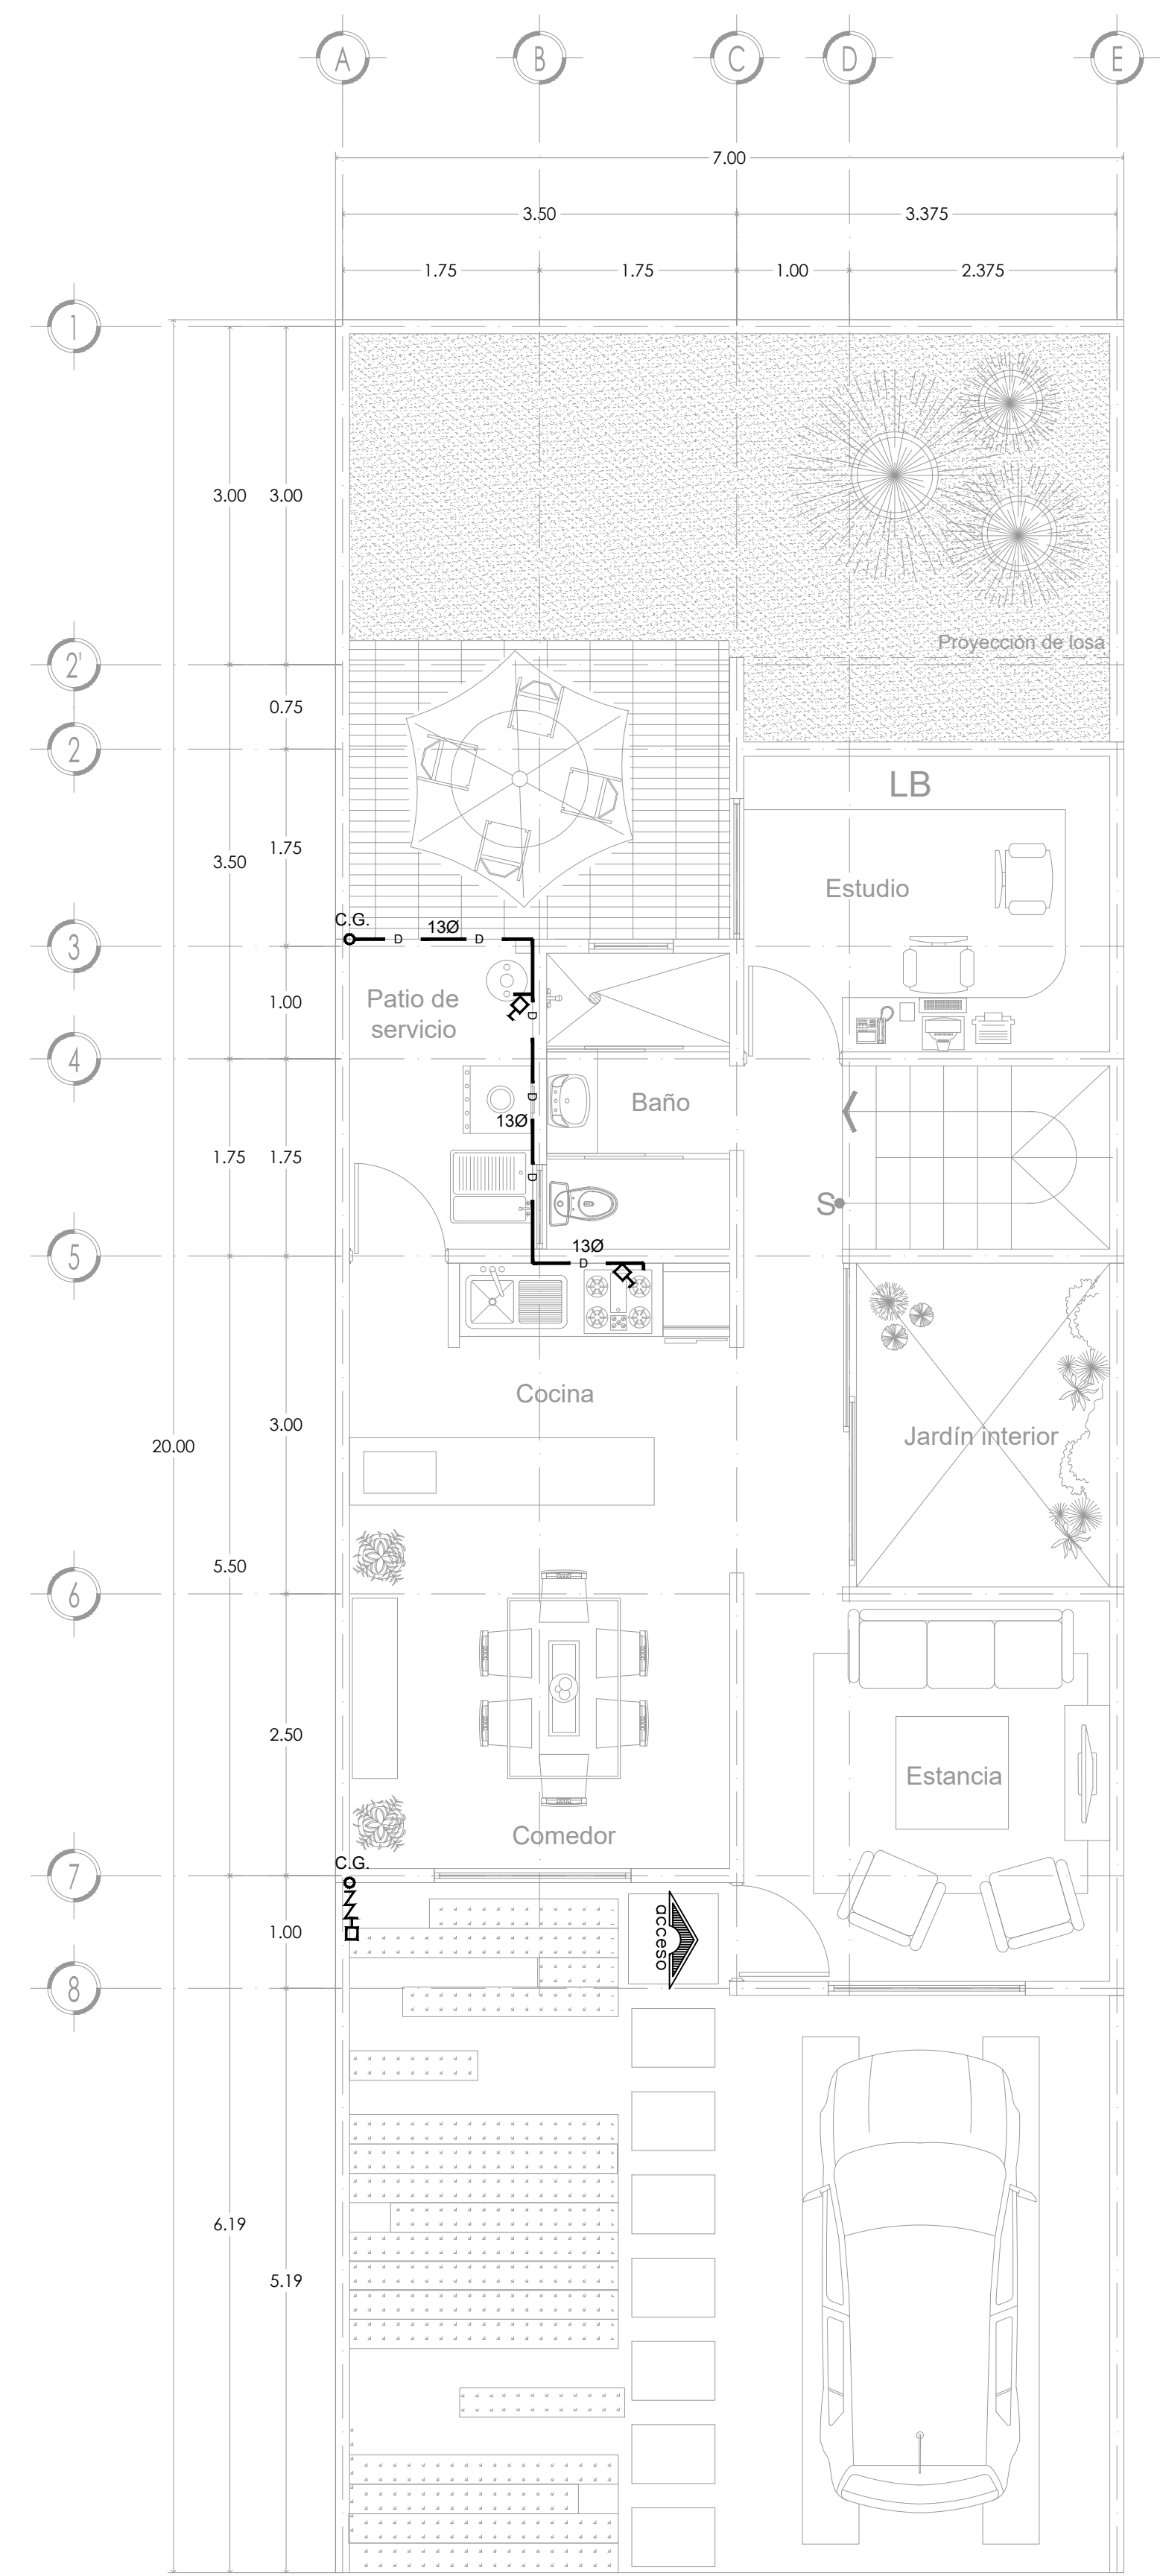 A B C D E
7.00
3.50 3.375
1.75 1.75 1.00 2.375
1
3.00 3.00
Proyección de losa
2'
0.75
2
LB
1.75
3.50
Estudio
C.G.
13Ø
D D
3
Patio de
servicio
1.00
D
4
D
Baño
13Ø
1.75 1.75
D
S
13Ø
5
D
Cocina
3.00
Jardín interior
20.00
5.50
6
2.50
Estancia
Comedor
C.G.
7
1.00
acceso
8
6.19
5.19